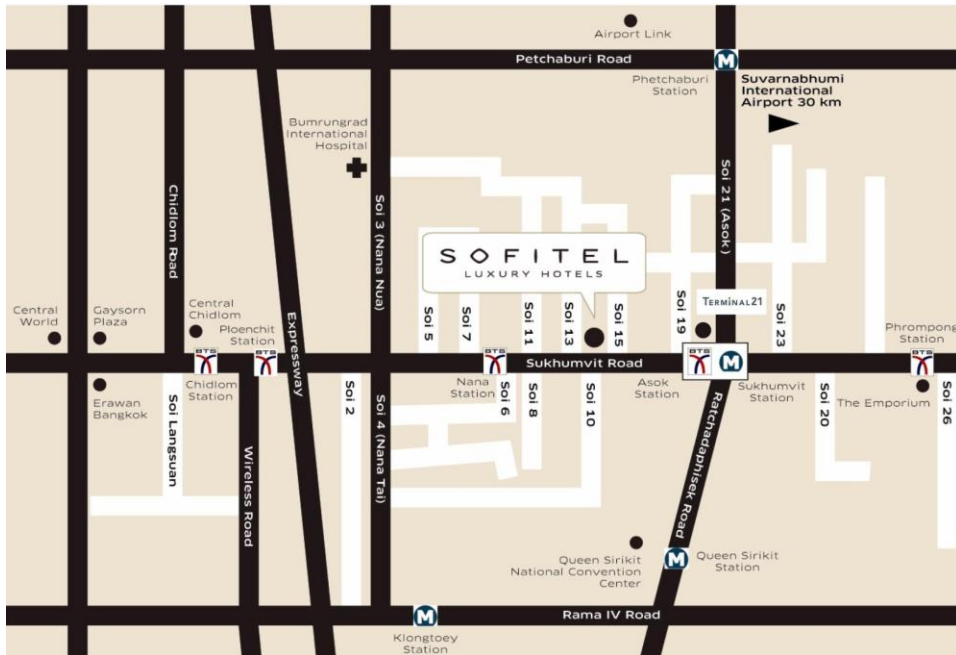 Airport Link
Petchaburi Road
M
Phetchaburi
Station
Suvarnabhumi
International
Airport 30 km
Bumrungrad
International
Hospital
Chidlom Road
Soi 3 (Nana Nua)
Soi 21 (Asok)
SOFITEL
LUXURY HOTELS
Expressway
Central
World
Gaysorn
Plaza
Central
Chidlom
Ploenchit
Station
Soi 5
Soi 7
Soi 11
Soi 13
Soi 15
Soi 19
TERMINAL21
Soi 23
Phrompong
Station
BTS
BTS
BTS
Sukhumvit Road
BTS
M
BTS
Erawan
Bangkok
Soi Langsuan
Chidlom
Station
Wireless Road
Soi 2
Soi 4 (Nana Tai)
Nana
Station
Soi 6
Soi 8
Soi 10
Asok
Station
Ratchadaphisek Road
Sukhumvit
Station
Soi 20
The Emporium
Soi 26
Queen Sirikit
National Convention
Center
M
Queen Sirikit
Station
M
Rama IV Road
Klongtoey
Station